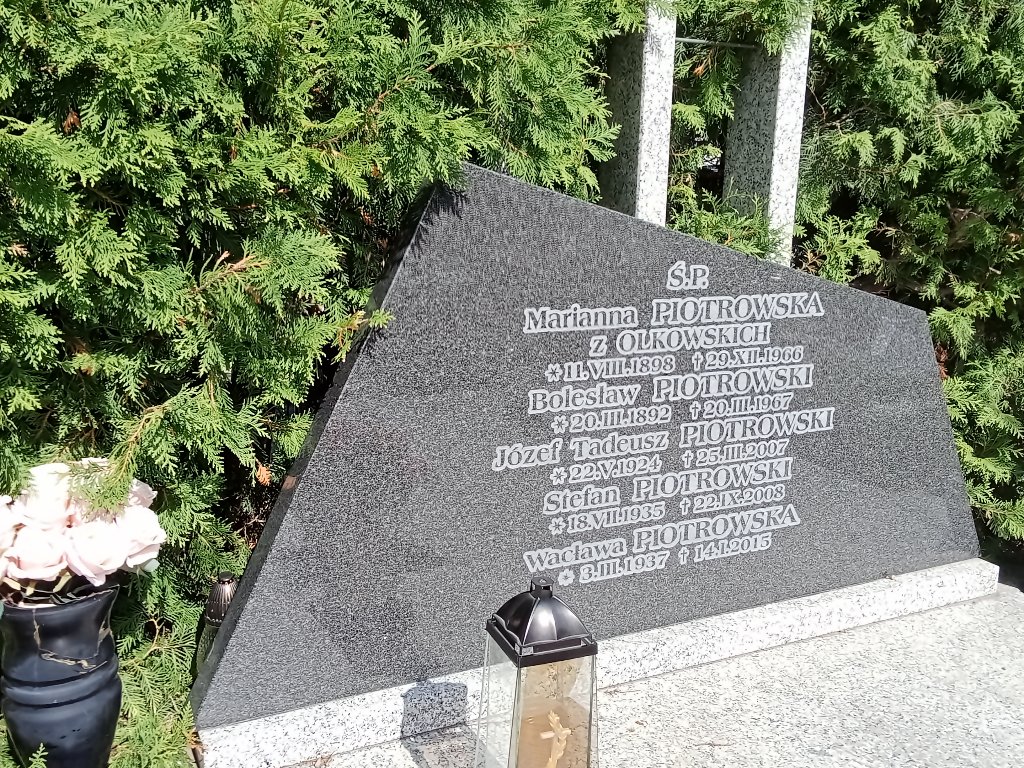 Ś.P.
Marianna PIOTROWSKA
z OLKOWSKICH
* 11.VIII.1898 † 29.XII.1966
Bolesław PIOTROWSKI
* 20.III.1892 † 20.III.1967
Józef Tadeusz PIOTROWSKI
* 22.V.1924 † 25.III.2007
Stefan PIOTROWSKI
* 18.VII.1935 † 22.IX.2008
Wacława PIOTROWSKA
* 3.III.1937 † 14.I.2015